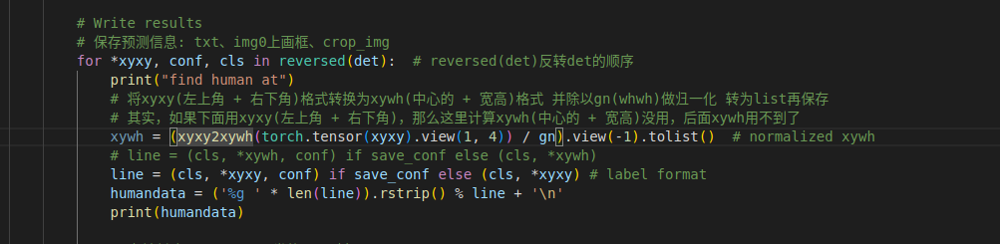 # Write results
# 保存预测信息: txt、img0上画框、crop_img
for *xyxy, conf, cls in reversed(det):  # reversed(det)反转det的顺序
print("find human at")
# 将xyxy(左上角 + 右下角)格式转换为xywh(中心的 + 宽高)格式 并除以gn(whwh)做归一化 转为list再保存
# 其实，如果下面用xyxy(左上角 + 右下角)，那么这里计算xywh(中心的 + 宽高)没用，后面xywh用不到了
xywh = (xyxy2xywh(torch.tensor(xyxy).view(1, 4)) / gn).view(-1).tolist()  # normalized xywh
# line = (cls, *xywh, conf) if save_conf else (cls, *xywh)
line = (cls, *xyxy, conf) if save_conf else (cls, *xyxy) # label format
humandata = ('%g ' * len(line)).rstrip() % line + '\n'
print(humandata)